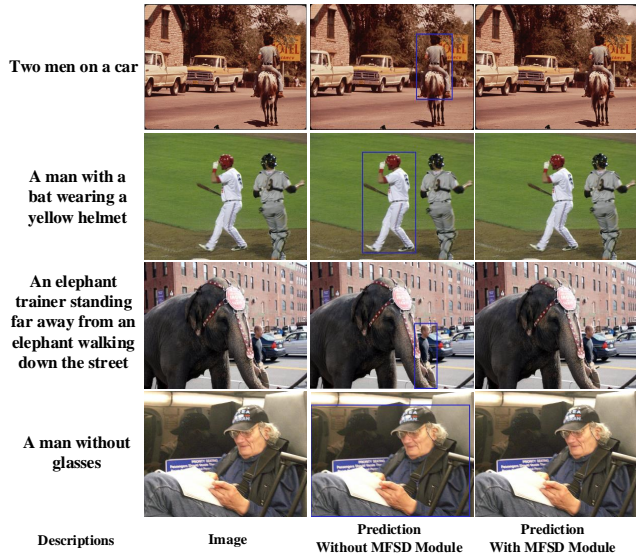 Two men on a car
A man with a
bat wearing a
yellow helmet
An elephant
trainer standing
far away from an
elephant walking
down the street
A man without
glasses
Descriptions
Image
Prediction
Without MFSD Module
Prediction
With MFSD Module